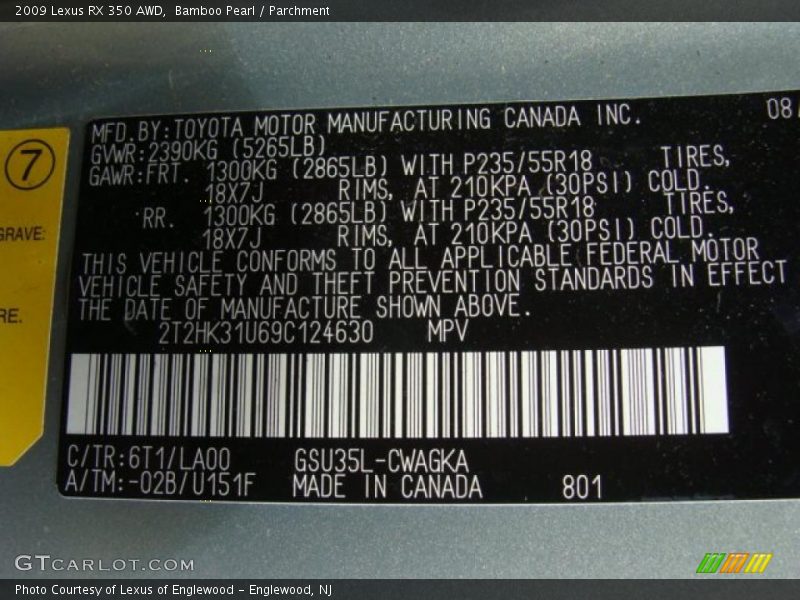 2009 Lexus RX 350 AWD, Bamboo Pearl / Parchment
7
GRAVE:
RE.
MFD. BY: TOYOTA MOTOR MANUFACTURING CANADA INC. 08/
GVWR: 2390KG (5265LB)
GAWR: FRT. 1300KG (2865LB) WITH P235/55R18 TIRES,
18X7J RIMS, AT 210KPA (30PSI) COLD.
RR. 1300KG (2865LB) WITH P235/55R18 TIRES,
18X7J RIMS, AT 210KPA (30PSI) COLD.
THIS VEHICLE CONFORMS TO ALL APPLICABLE FEDERAL MOTOR
VEHICLE SAFETY AND THEFT PREVENTION STANDARDS IN EFFECT
THE DATE OF MANUFACTURE SHOWN ABOVE.
2T2HK31U69C124630 MPV
C/TR: 6T1/LA00 GSU35L-CWAGKA
A/TM: -02B/U151F MADE IN CANADA 801
GTCARLOT.COM
Photo Courtesy of Lexus of Englewood – Englewood, NJ